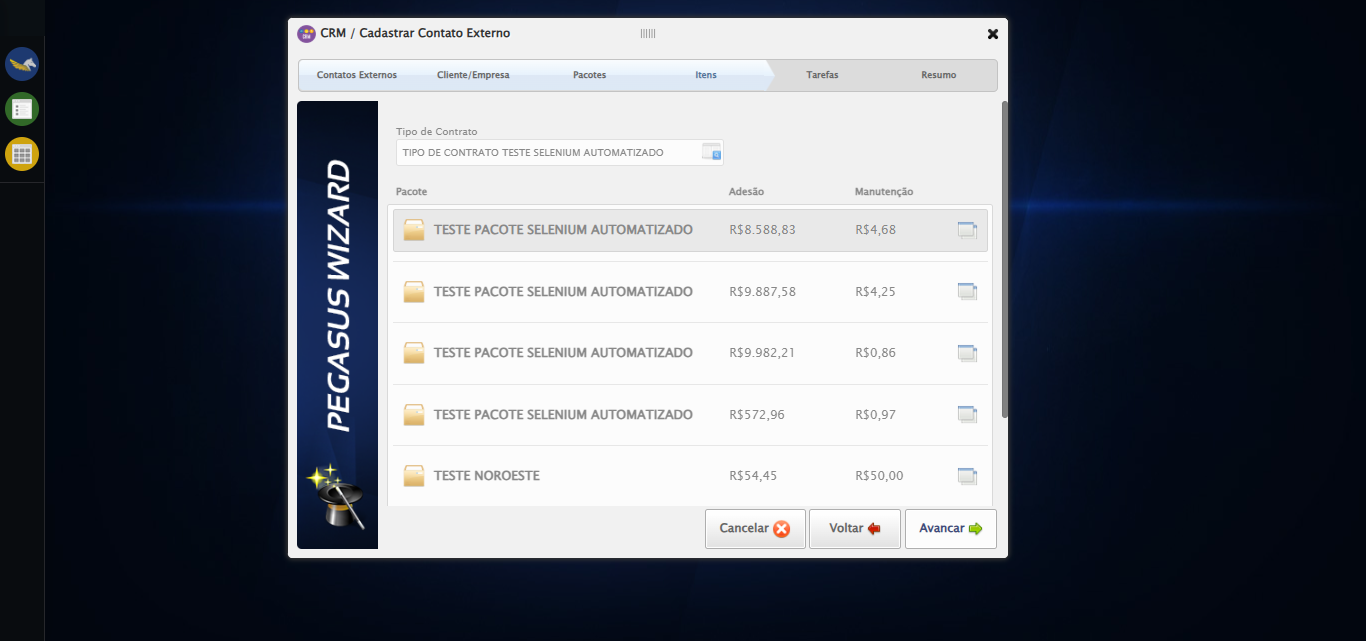 CRM / Cadastrar Contato Externo
Contatos Externos Cliente/Empresa Pacotes Itens Tarefas Resumo
PEGASUS WIZARD
Tipo de Contrato
TIPO DE CONTRATO TESTE SELENIUM AUTOMATIZADO
Pacote Adesão Manutenção
TESTE PACOTE SELENIUM AUTOMATIZADO R$8.588,83 R$4,68
TESTE PACOTE SELENIUM AUTOMATIZADO R$9.887,58 R$4,25
TESTE PACOTE SELENIUM AUTOMATIZADO R$9.982,21 R$0,86
TESTE PACOTE SELENIUM AUTOMATIZADO R$572,96 R$0,97
TESTE NOROESTE R$54,45 R$50,00
Cancelar Voltar Avancar